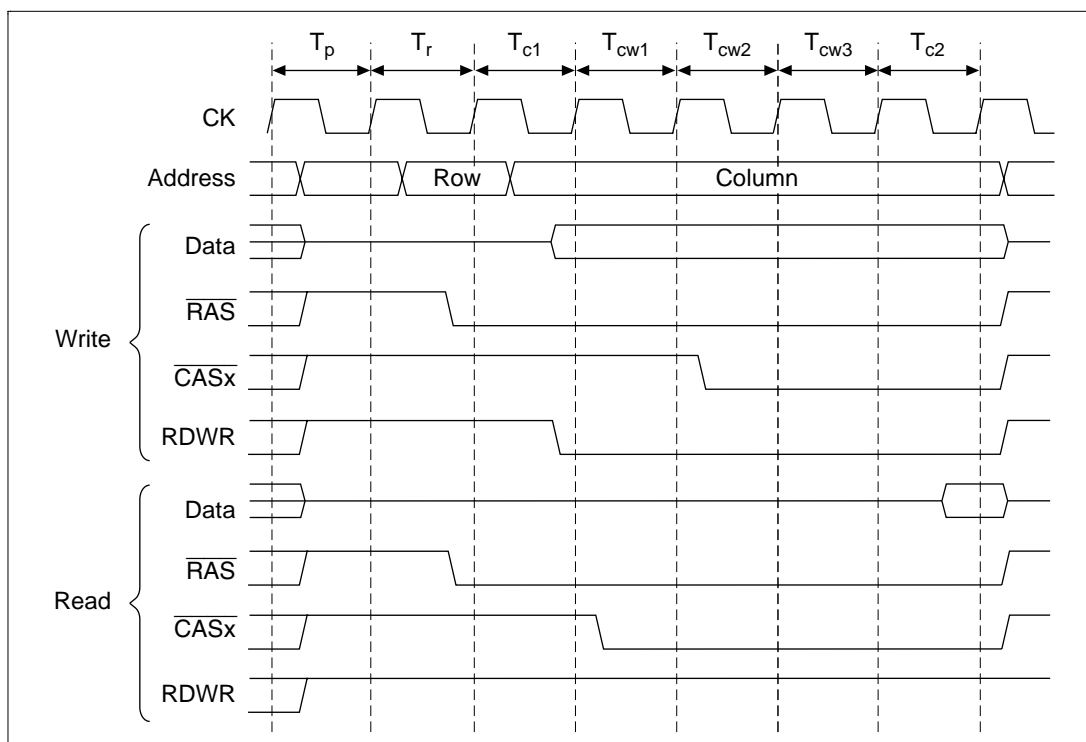 Tp Tr Tc1 Tcw1 Tcw2 Tcw3 Tc2
CK
Address Row Column
Data
RAS
Write
CASx
RDWR
Data
RAS
Read
CASx
RDWR